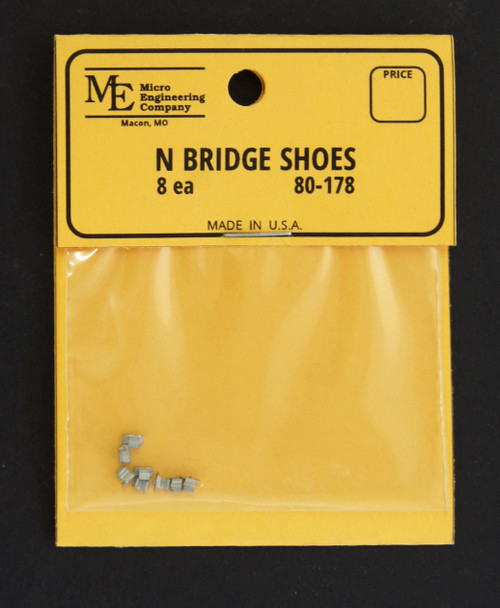 ME Micro
Engineering
Company
Macon, MO
PRICE
N BRIDGE SHOES
8 ea 80-178
MADE IN U.S.A.